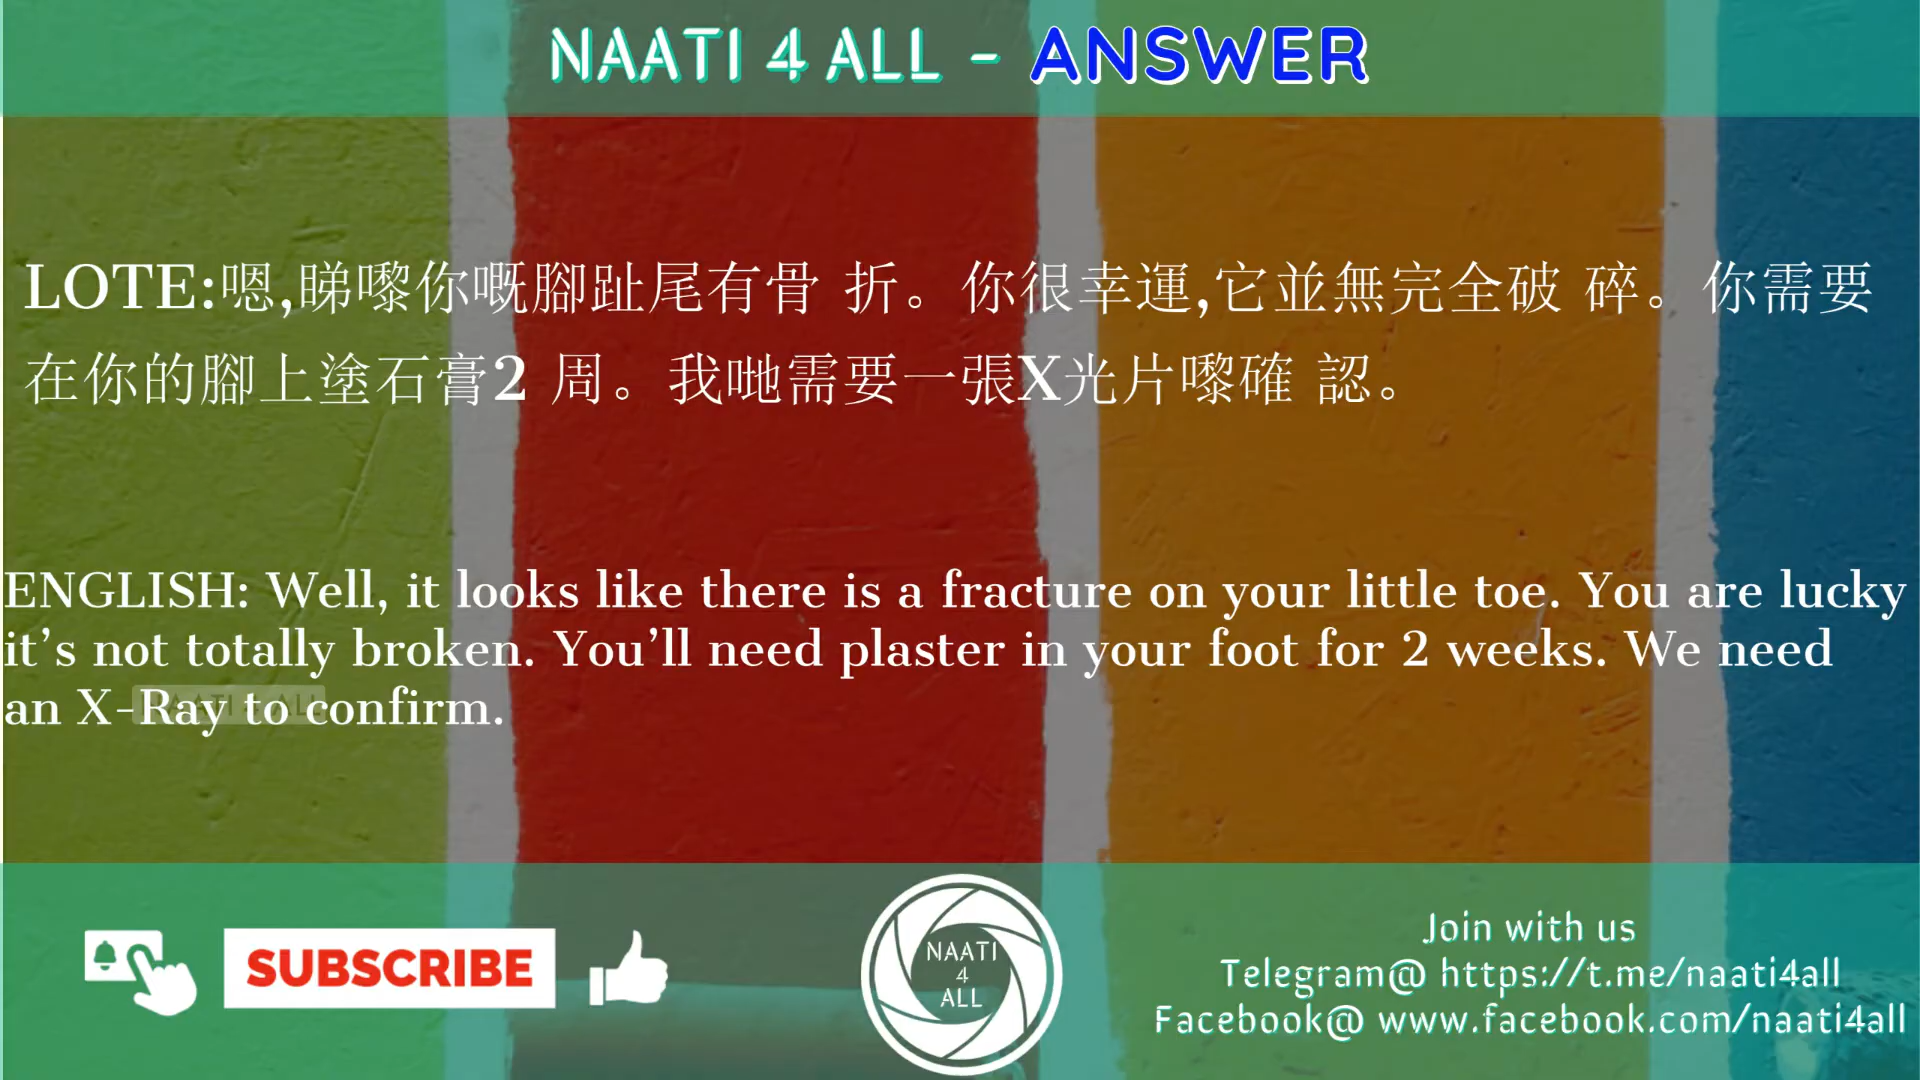 NAATI 4 ALL - ANSWER
LOTE:嗯,睇嚟你嘅腳趾尾有骨 折。你很幸運,它並無完全破 碎。你需要
在你的腳上塗石膏2 周。我哋需要一張X光片嚟確 認。
ENGLISH: Well, it looks like there is a fracture on your little toe. You are lucky
it's not totally broken. You'll need plaster in your foot for 2 weeks. We need
an X-Ray to confirm.
NAATI 4 ALL
SUBSCRIBE
NAATI
4
ALL
Join with us
Telegram@ https://t.me/naati4all
Facebook@ www.facebook.com/naati4all